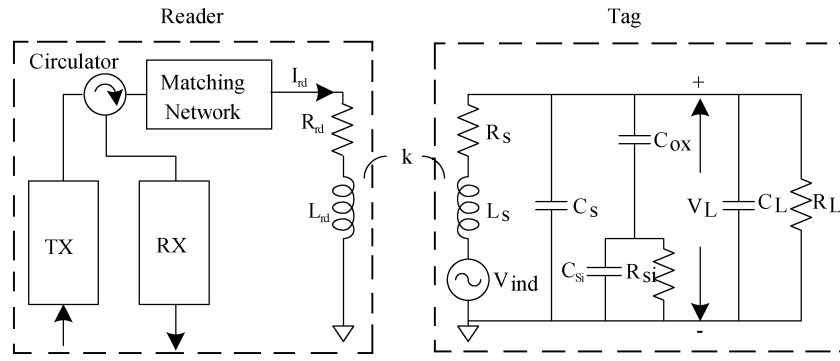 Reader
Tag
Circulator
Matching
Network
I_rd
R_rd
L_rd
TX
RX
k
R_s
L_s
V_ind
C_s
C_ox
C_Si
R_si
+
V_L
-
C_L
R_L